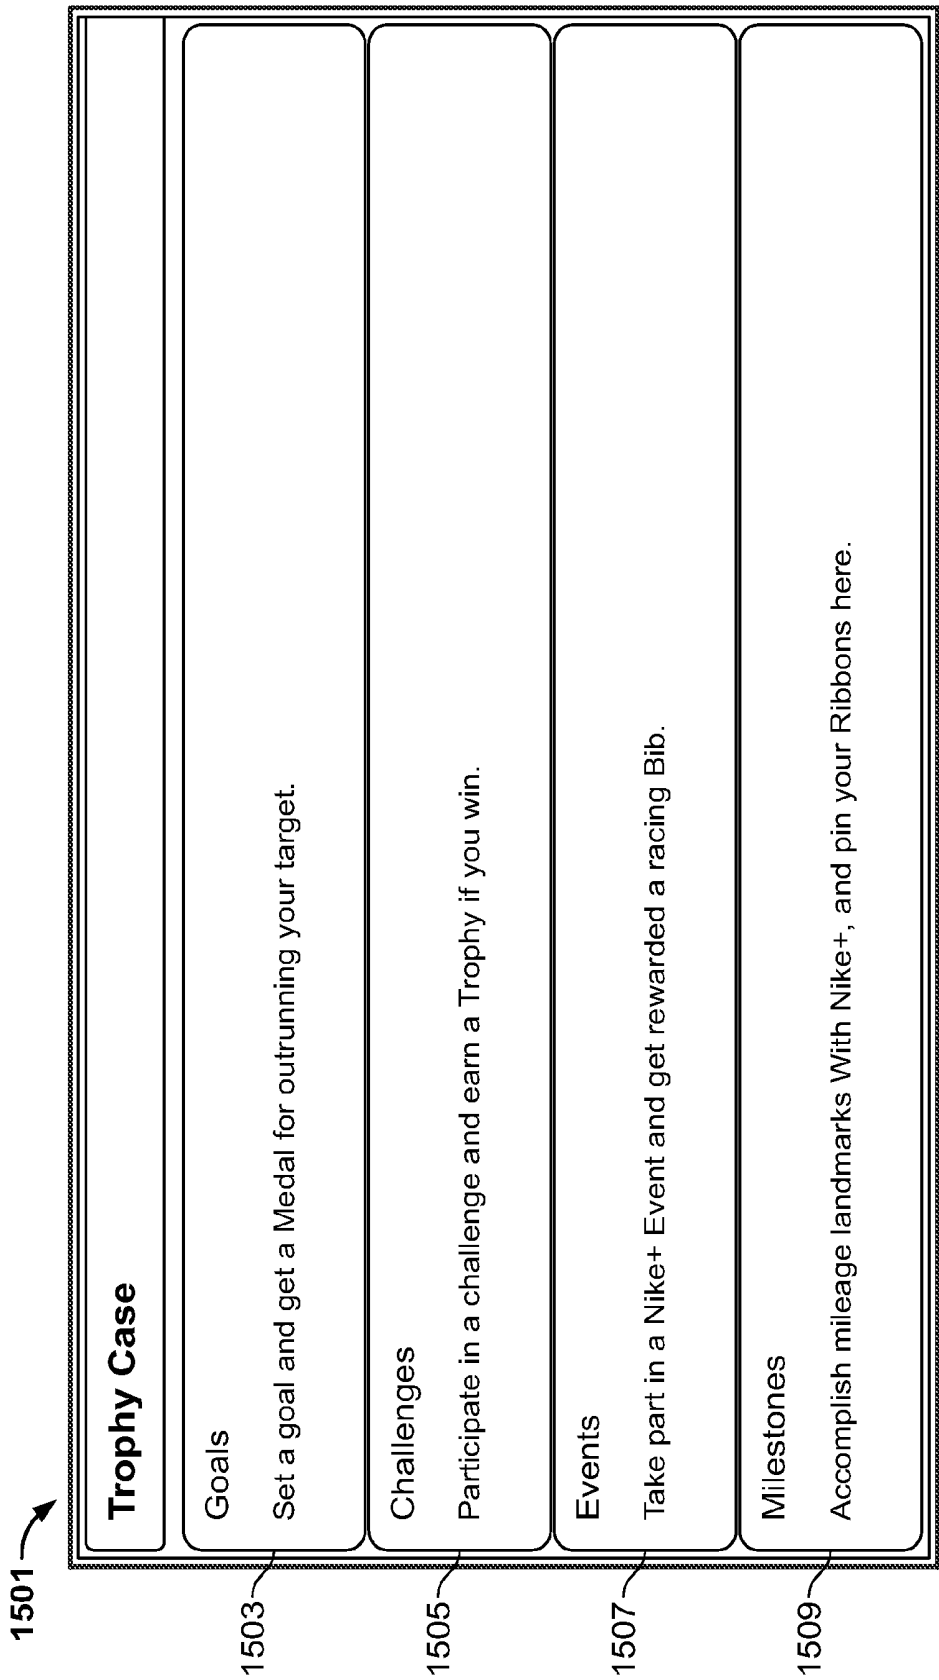 1501
Trophy Case
1503
Goals
Set a goal and get a Medal for outrunning your target.
1505
Challenges
Participate in a challenge and earn a Trophy if you win.
1507
Events
Take part in a Nike+ Event and get rewarded a racing Bib.
1509
Milestones
Accomplish mileage landmarks With Nike+, and pin your Ribbons here.